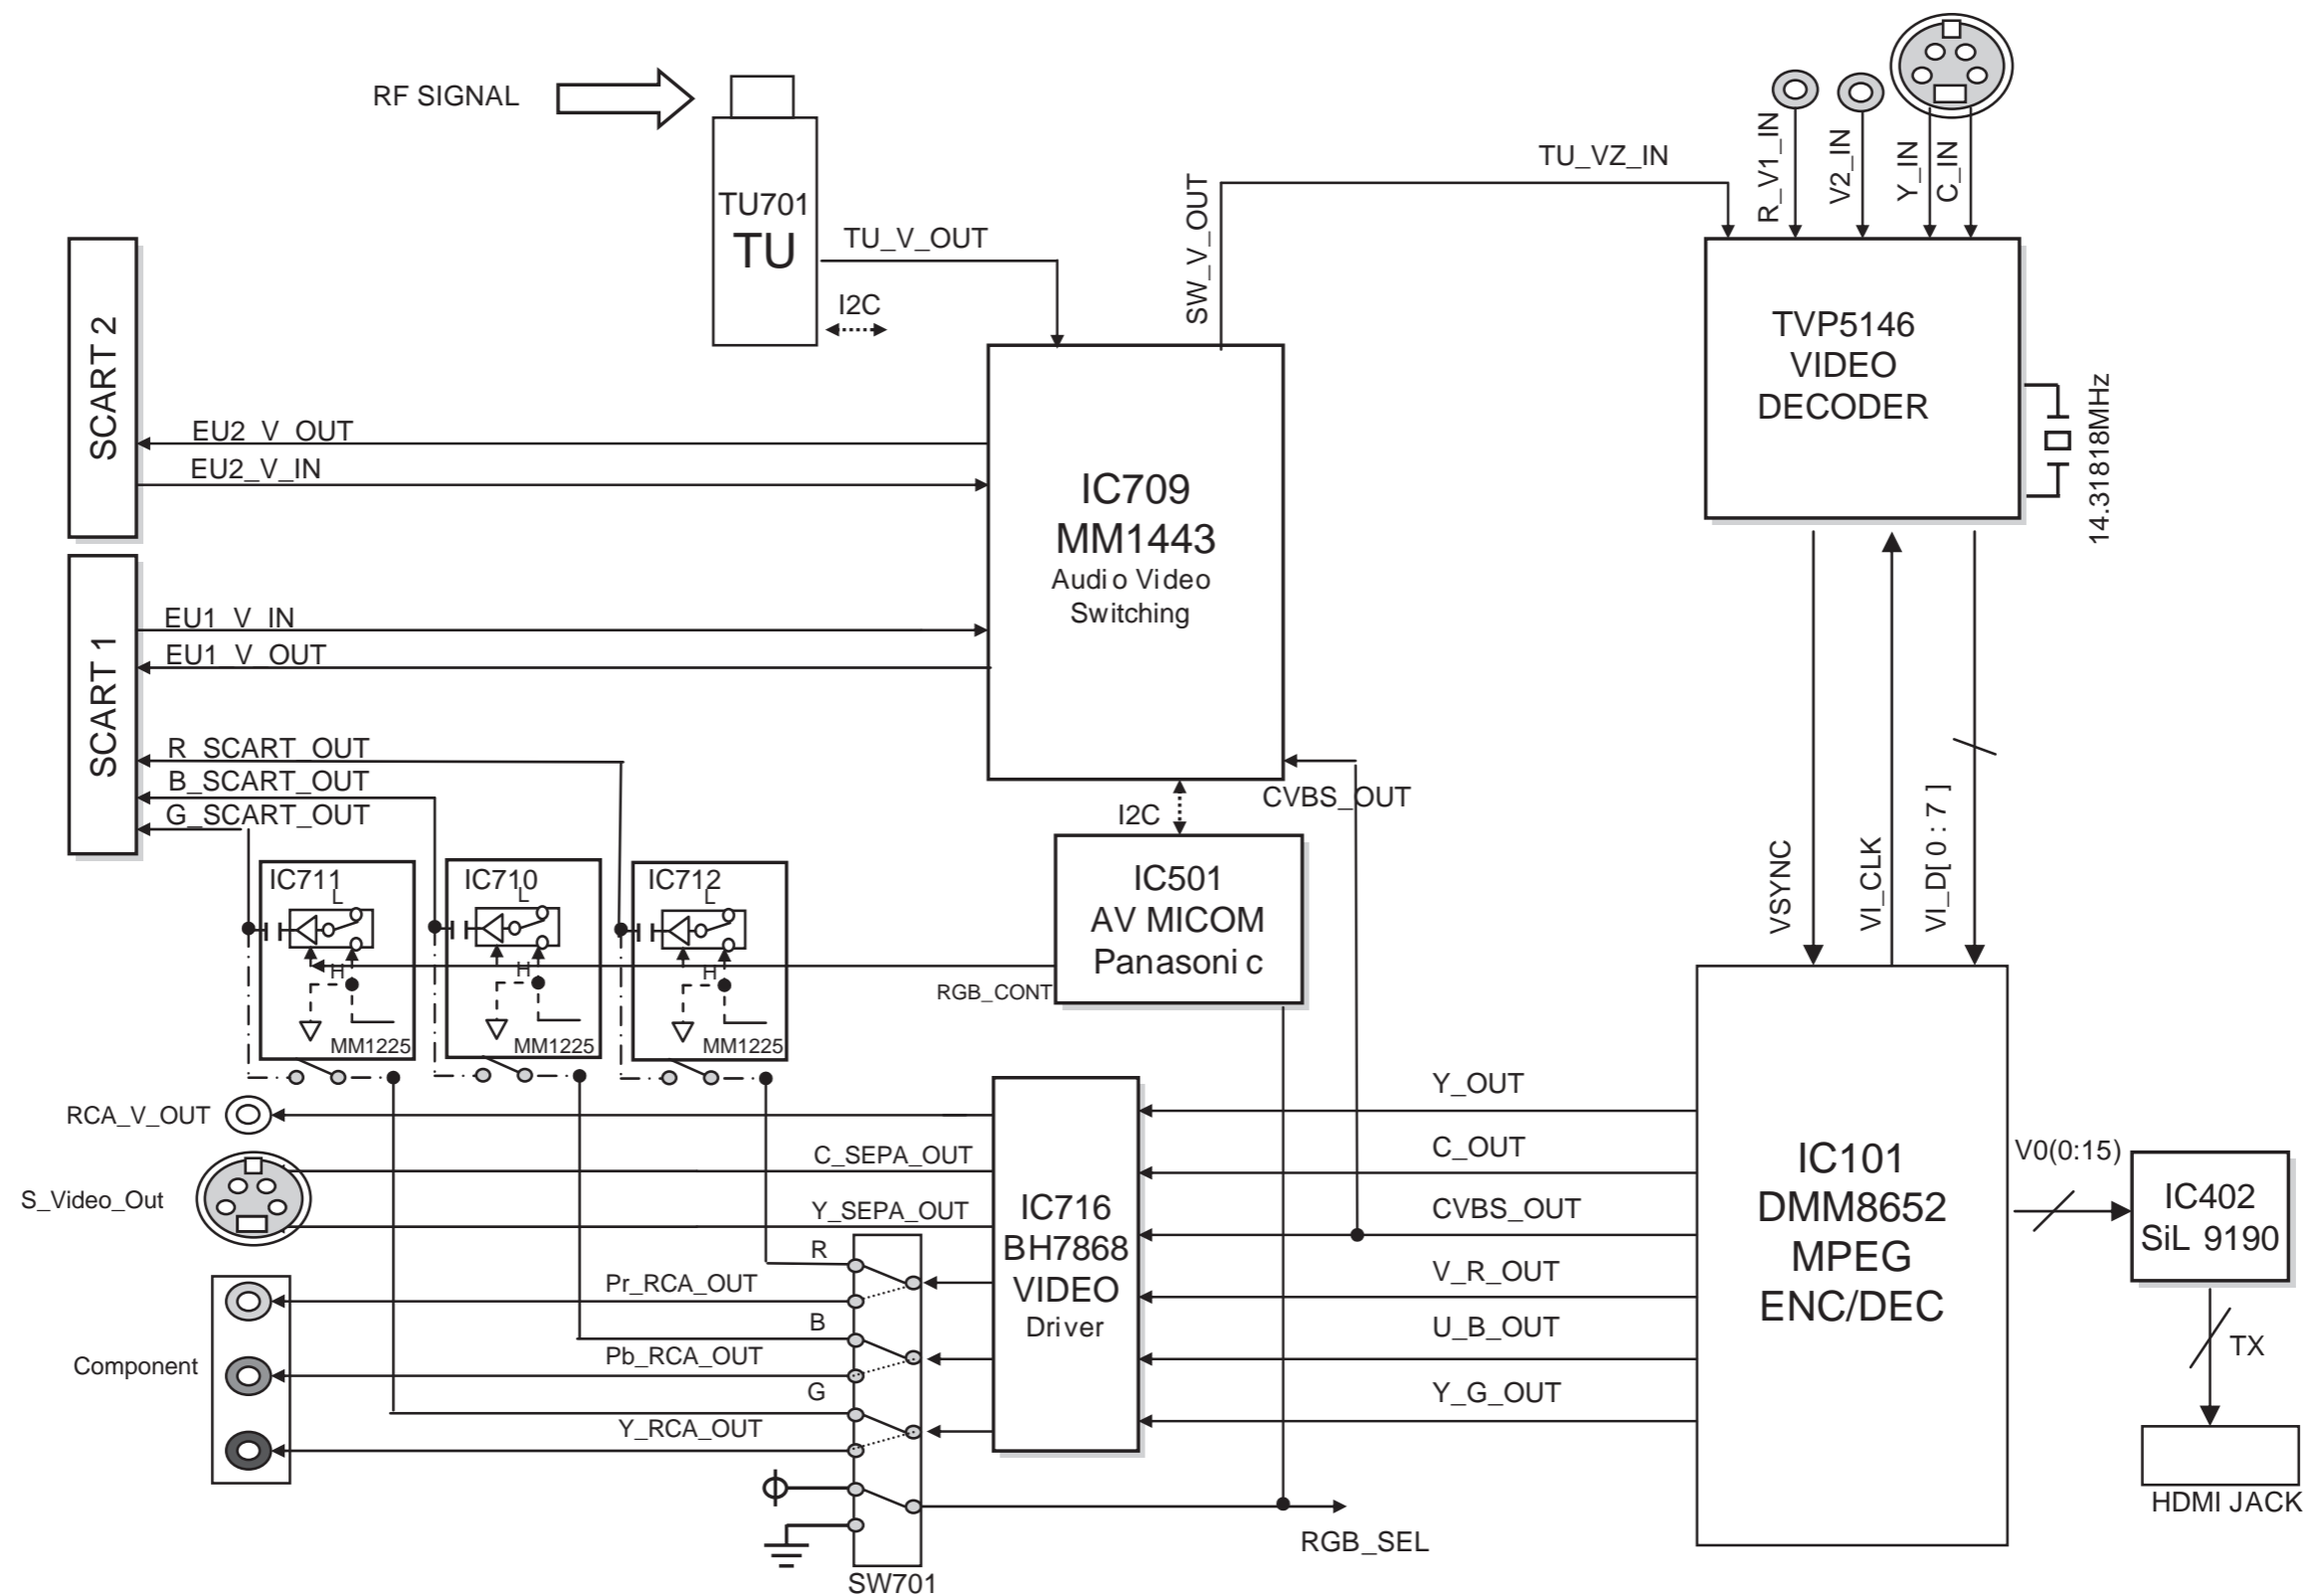 RF SIGNAL
TU701
TU
TU_V_OUT
I2C
SW_V_OUT
TU_VZ_IN
R_V1_IN
V2_IN
Y_IN
C_IN
TVP5146
VIDEO
DECODER
14.31818MHz
SCART 2
EU2_V_OUT
EU2_V_IN
IC709
MM1443
Audio Video
Switching
SCART 1
EU1_V_IN
EU1_V_OUT
R_SCART_OUT
B_SCART_OUT
G_SCART_OUT
I2C
CVBS_OUT
VSYNC
VI_CLK
VI_D[ 0 : 7 ]
IC711
L
H
MM1225
IC710
L
H
MM1225
IC712
L
H
MM1225
RGB_CONT
IC501
AV MICOM
Panasonic
RCA_V_OUT
C_SEPA_OUT
S_Video_Out
Y_SEPA_OUT
R
Pr_RCA_OUT
B
Component
Pb_RCA_OUT
G
Y_RCA_OUT
SW701
IC716
BH7868
VIDEO
Driver
Y_OUT
C_OUT
CVBS_OUT
V_R_OUT
U_B_OUT
Y_G_OUT
RGB_SEL
IC101
DMM8652
MPEG
ENC/DEC
V0(0:15)
IC402
SiL 9190
TX
HDMI JACK